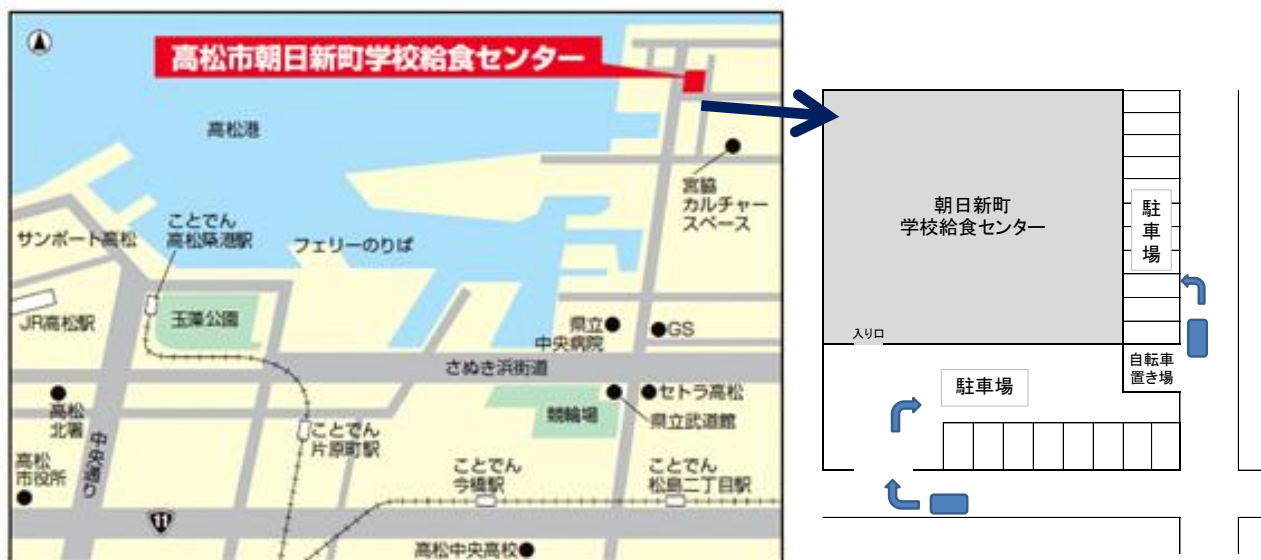 高松市朝日新町学校給食センター
高松港
宮脇
カルチャー
スペース
ことでん
高松築港駅
サンポート高松
フェリーのりば
JR高松駅
玉藻公園
県立
中央病院
GS
さぬき浜街道
高松
北署
中央通り
ことでん
片原町駅
競輪場
セトラ高松
県立武道館
高松
市役所
ことでん
今橋駅
ことでん
松島二丁目駅
11
高松中央高校
朝日新町
学校給食センター
駐車場
入り口
自転車
置き場
駐車場